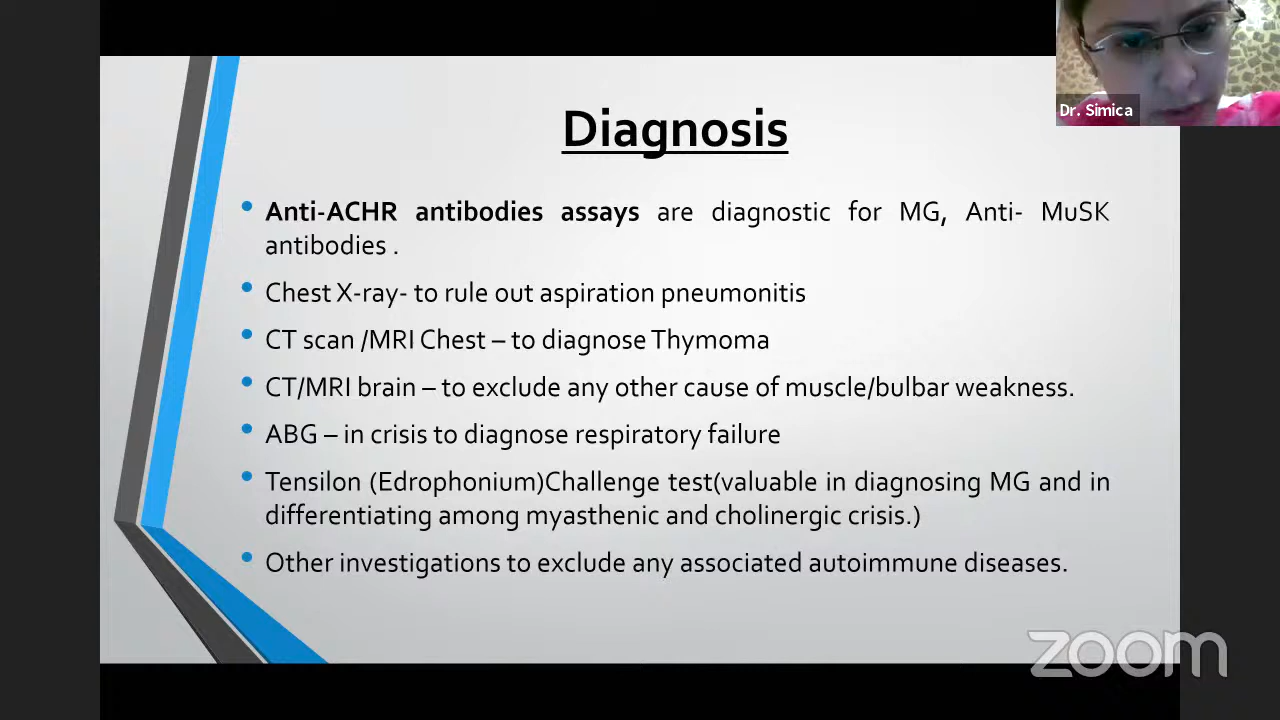 Dr. Simica
Diagnosis
• Anti-ACHR antibodies assays are diagnostic for MG, Anti- MuSK
antibodies .
• Chest X-ray- to rule out aspiration pneumonitis
• CT scan /MRI Chest – to diagnose Thymoma
• CT/MRI brain – to exclude any other cause of muscle/bulbar weakness.
• ABG – in crisis to diagnose respiratory failure
• Tensilon (Edrophonium)Challenge test(valuable in diagnosing MG and in
differentiating among myasthenic and cholinergic crisis.)
• Other investigations to exclude any associated autoimmune diseases.
zoom